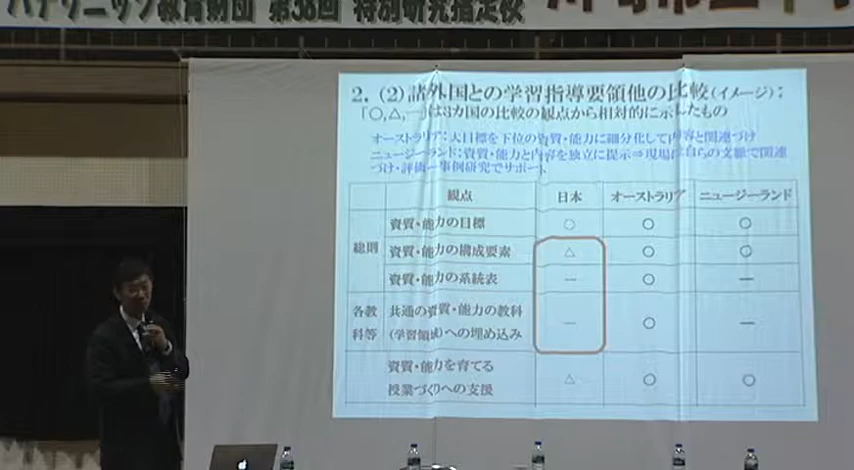 パナソニック教育財団 第38回 特別研究指定校
2.(2)諸外国との学習指導要領他の比較(イメージ):
「○,△,—」は3カ国の比較の観点から相対的に示したもの
オーストラリア:大目標を下位の資質・能力に細分化して内容と関連づけ
ニュージーランド:資質・能力と内容を独立に提示⇒現場は自らの文脈で関連
づけ・評価—事例研究でサポート
観点 日本 オーストラリア ニュージーランド
資質・能力の目標 ○ ○ ○
総則 資質・能力の構成要素 △ ○ ○
資質・能力の系統表 — ○ —
各教 共通の資質・能力の教科
科等 (学習領域)への埋め込み — ○ —
資質・能力を育てる
授業づくりへの支援 △ ○ ○